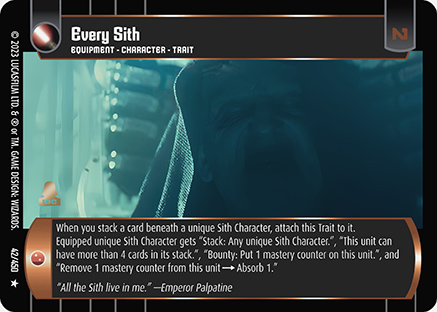 Every Sith
N
EQUIPMENT • CHARACTER • TRAIT
© 2023 LUCASFILM LTD. & ® or TM. GAME DESIGN: WIZARDS.
42/450
When you stack a card beneath a unique Sith Character, attach this Trait to it.
Equipped unique Sith Character gets "Stack: Any unique Sith Character.", "This unit can
have more than 4 cards in its stack.", "Bounty: Put 1 mastery counter on this unit.", and
"Remove 1 mastery counter from this unit → Absorb 1."
"All the Sith live in me." —Emperor Palpatine